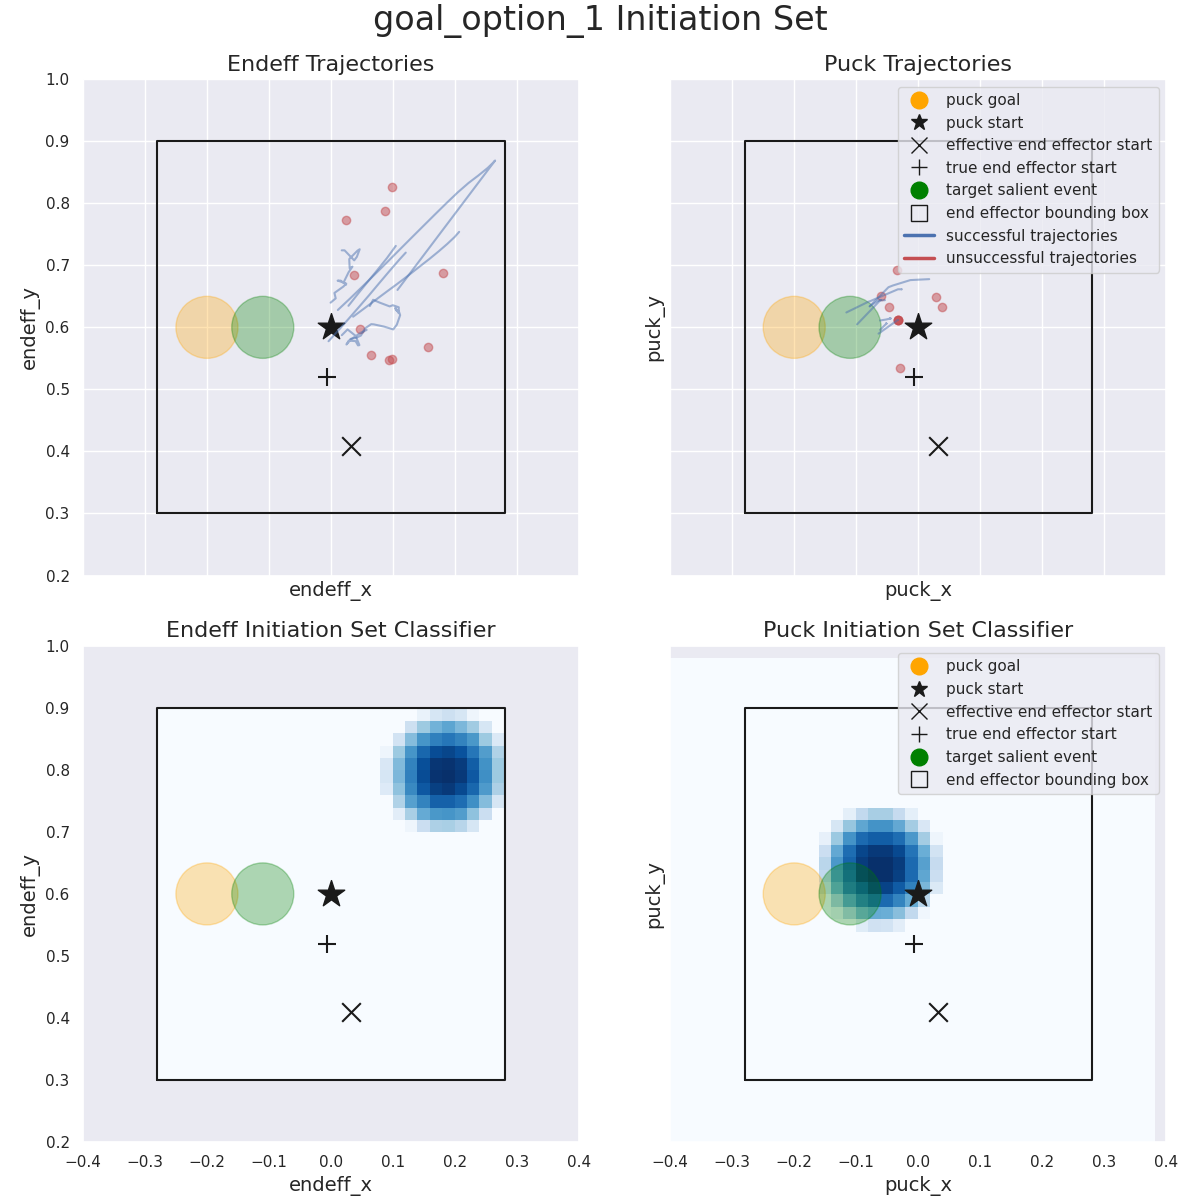 goal_option_1 Initiation Set
Endeff Trajectories
1.0
0.9
0.8
0.7
0.6
0.5
0.4
0.3
0.2
endeff_y
endeff_x
Puck Trajectories
puck goal
puck start
effective end effector start
true end effector start
target salient event
end effector bounding box
successful trajectories
unsuccessful trajectories
puck_y
puck_x
Endeff Initiation Set Classifier
1.0
0.9
0.8
0.7
0.6
0.5
0.4
0.3
0.2
endeff_y
-0.4 -0.3 -0.2 -0.1 0.0 0.1 0.2 0.3 0.4
endeff_x
Puck Initiation Set Classifier
puck goal
puck start
effective end effector start
true end effector start
target salient event
end effector bounding box
puck_y
-0.4 -0.3 -0.2 -0.1 0.0 0.1 0.2 0.3 0.4
puck_x